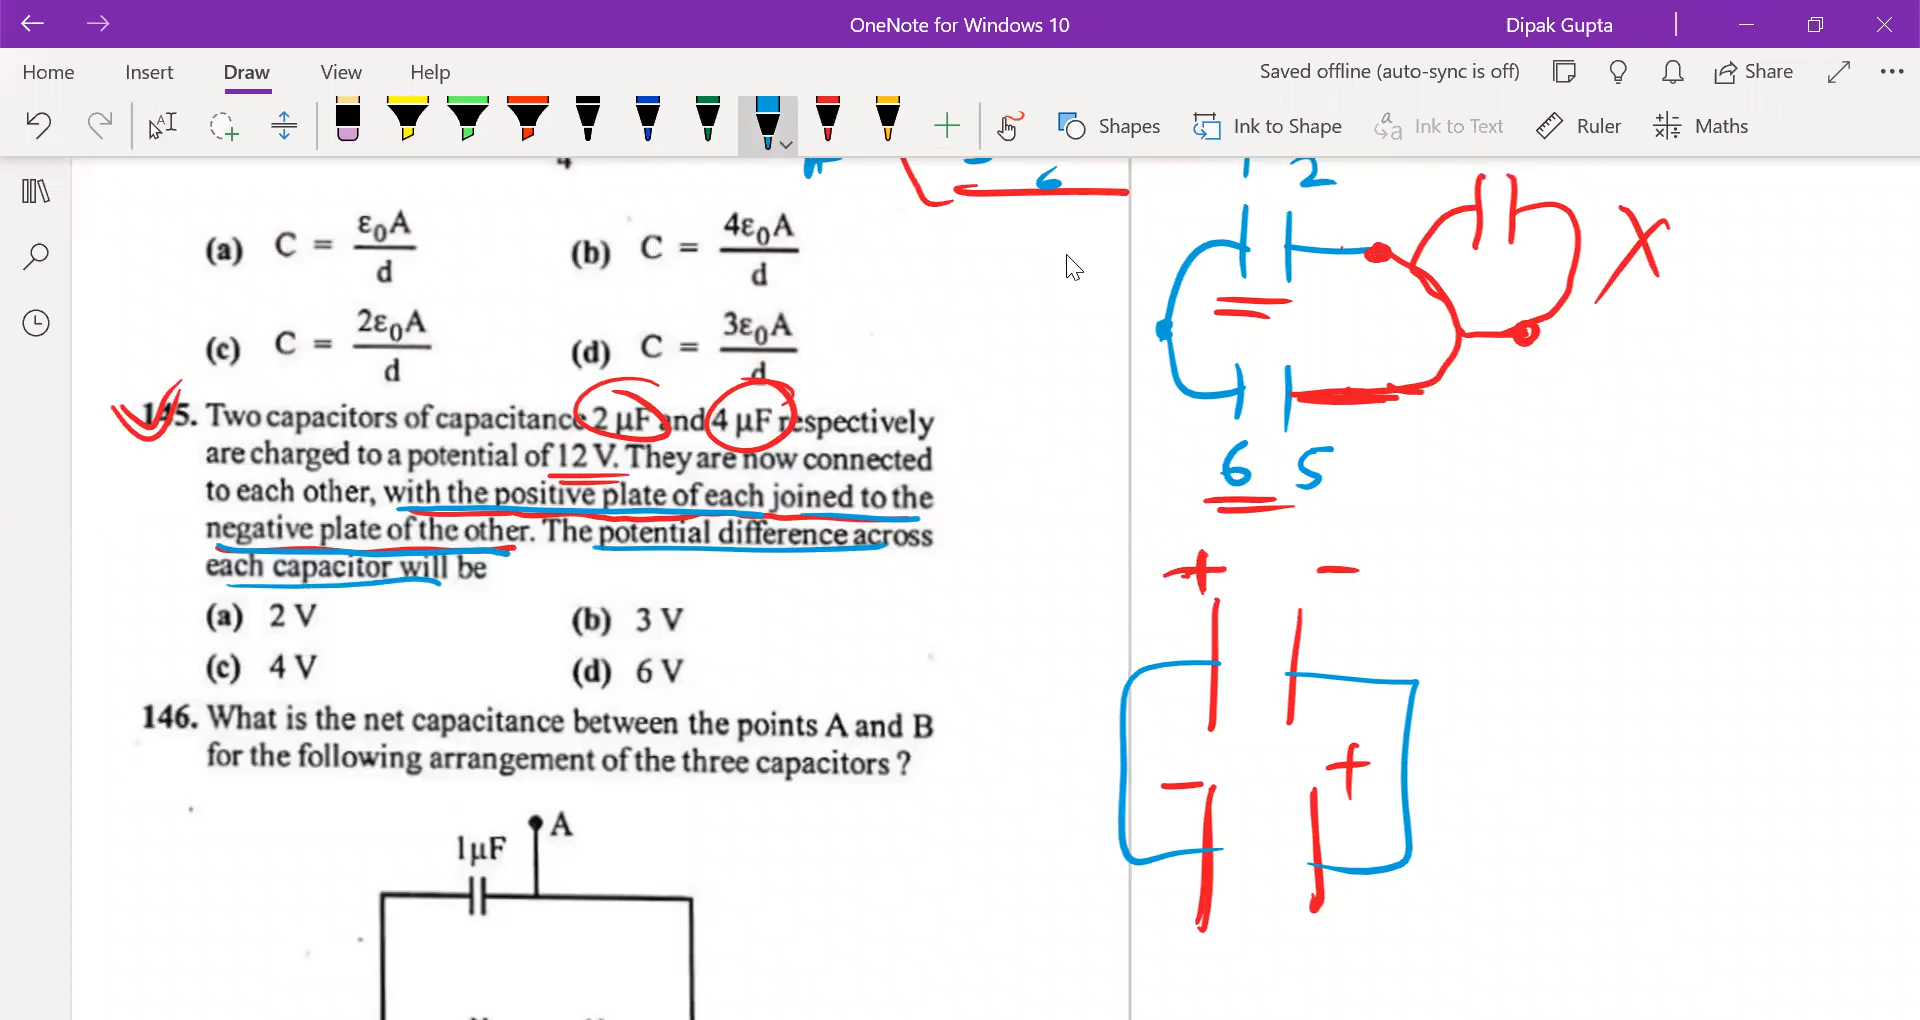 OneNote for Windows 10
Dipak Gupta
Home Insert Draw View Help
Saved offline (auto-sync is off)
Share
Shapes
Ink to Shape
Ink to Text
Ruler
Maths
6
2
(a) C = ε₀A / d
(b) C = 4ε₀A / d
(c) C = 2ε₀A / d
(d) C = 3ε₀A / d
X
145. Two capacitors of capacitance 2 μF and 4 μF respectively
are charged to a potential of 12 V. They are now connected
to each other, with the positive plate of each joined to the
negative plate of the other. The potential difference across
each capacitor will be
(a) 2 V
(b) 3 V
(c) 4 V
(d) 6 V
6 5
+ −
− +
146. What is the net capacitance between the points A and B
for the following arrangement of the three capacitors ?
A
1μF